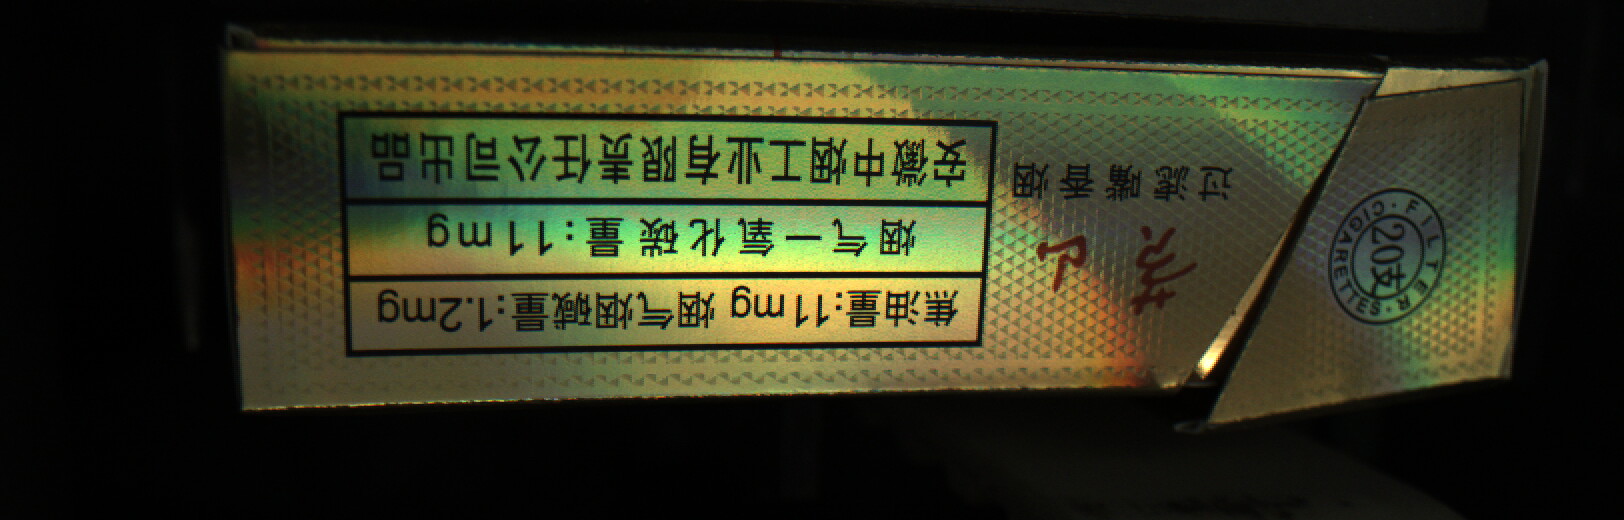 FILTER·CIGARETTES·
20支
黄山
过滤嘴香烟
焦油量:11mg 烟气烟碱量:1.2mg
烟气一氧化碳量:11mg
安徽中烟工业有限责任公司出品